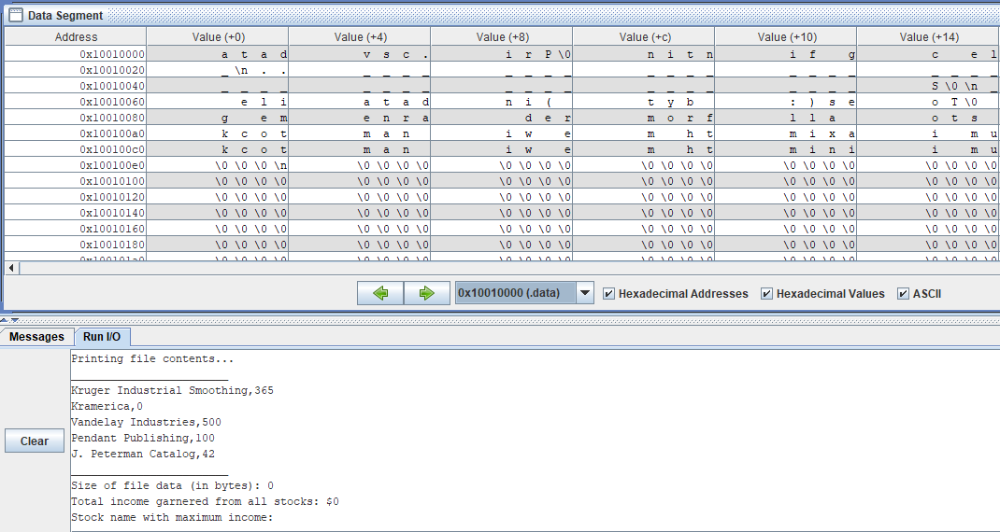 Data Segment
Address Value (+0) Value (+4) Value (+8) Value (+c) Value (+10) Value (+14)
0x10010000 a t a d v s c . i r P \0 n i t n i f g c e l
0x10010020 _ \n . . _ _ _ _ _ _ _ _ _ _ _ _ _ _ _ _ _ _ _ _
0x10010040 _ _ _ _ _ _ _ _ _ _ _ _ _ _ _ _ _ _ _ _ S \0 \n _
0x10010060 e l i a t a d n i ( t y b : ) s e o T \0
0x10010080 g e m e n r a d e r m o r f l l a o t s
0x100100a0 k c o t m a n i w e m h t m i x a i m u
0x100100c0 k c o t m a n i w e m h t m i n i i m u
0x100100e0 \0 \0 \0 \n \0 \0 \0 \0 \0 \0 \0 \0 \0 \0 \0 \0 \0 \0 \0 \0 \0 \0 \0 \0
0x10010100 \0 \0 \0 \0 \0 \0 \0 \0 \0 \0 \0 \0 \0 \0 \0 \0 \0 \0 \0 \0 \0 \0 \0 \0
0x10010120 \0 \0 \0 \0 \0 \0 \0 \0 \0 \0 \0 \0 \0 \0 \0 \0 \0 \0 \0 \0 \0 \0 \0 \0
0x10010140 \0 \0 \0 \0 \0 \0 \0 \0 \0 \0 \0 \0 \0 \0 \0 \0 \0 \0 \0 \0 \0 \0 \0 \0
0x10010160 \0 \0 \0 \0 \0 \0 \0 \0 \0 \0 \0 \0 \0 \0 \0 \0 \0 \0 \0 \0 \0 \0 \0 \0
0x10010180 \0 \0 \0 \0 \0 \0 \0 \0 \0 \0 \0 \0 \0 \0 \0 \0 \0 \0 \0 \0 \0 \0 \0 \0
0x10010000 (.data) Hexadecimal Addresses Hexadecimal Values ASCII
Messages Run I/O
Clear
Printing file contents...
________________________
Kruger Industrial Smoothing,365
Kramerica,0
Vandelay Industries,500
Pendant Publishing,100
J. Peterman Catalog,42
________________________
Size of file data (in bytes): 0
Total income garnered from all stocks: $0
Stock name with maximum income: